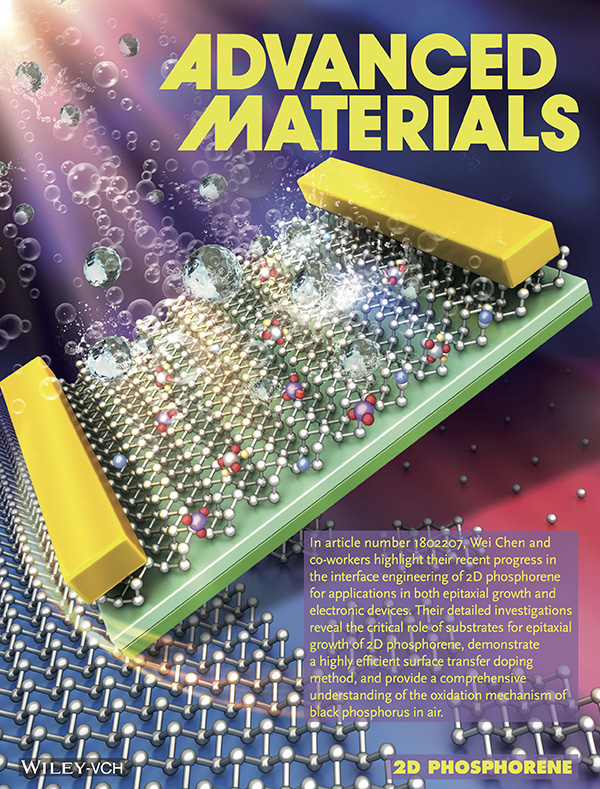 ADVANCED
MATERIALS
In article number 1802207, Wei Chen and
co-workers highlight their recent progress in
the interface engineering of 2D phosphorene
for applications in both epitaxial growth and
electronic devices. Their detailed investigations
reveal the critical role of substrates for epitaxial
growth of 2D phosphorene, demonstrate
a highly efficient surface transfer doping
method, and provide a comprehensive
understanding of the oxidation mechanism of
black phosphorus in air.
WILEY-VCH
2D PHOSPHORENE